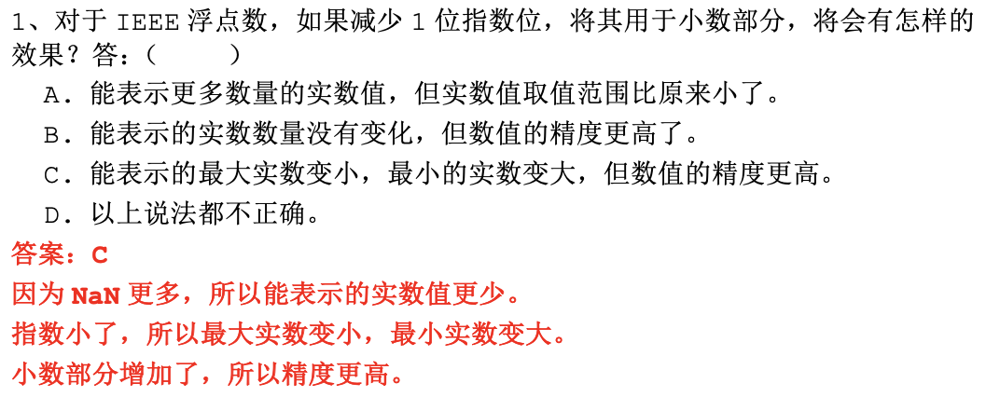 1、对于 IEEE 浮点数，如果减少 1 位指数位，将其用于小数部分，将会有怎样的
效果？答：（　　）
A. 能表示更多数量的实数值，但实数值取值范围比原来小了。
B. 能表示的实数数量没有变化，但数值的精度更高了。
C. 能表示的最大实数变小，最小的实数变大，但数值的精度更高。
D. 以上说法都不正确。
答案：C
因为 NaN 更多，所以能表示的实数值更少。
指数小了，所以最大实数变小，最小实数变大。
小数部分增加了，所以精度更高。